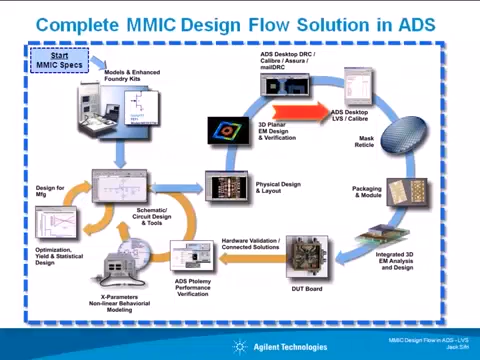 Complete MMIC Design Flow Solution in ADS
Start
MMIC Specs
Models & Enhanced
Foundry Kits
ADS Desktop DRC /
Calibre / Assura /
mailDRC
ADS Desktop
LVS / Calibre
3D Planar
EM Design
& Verification
Mask
Reticle
Design for
Mfg
Schematic/
Circuit Design
& Tools
Physical Design
& Layout
Packaging
& Module
Optimization,
Yield & Statistical
Design
Hardware Validation /
Connected Solutions
Integrated 3D
EM Analysis
and Design
ADS Ptolemy
Performance
Verification
DUT Board
X-Parameters
Non-linear Behaviorial
Modeling
Agilent Technologies
MMIC Design Flow in ADS - LVS